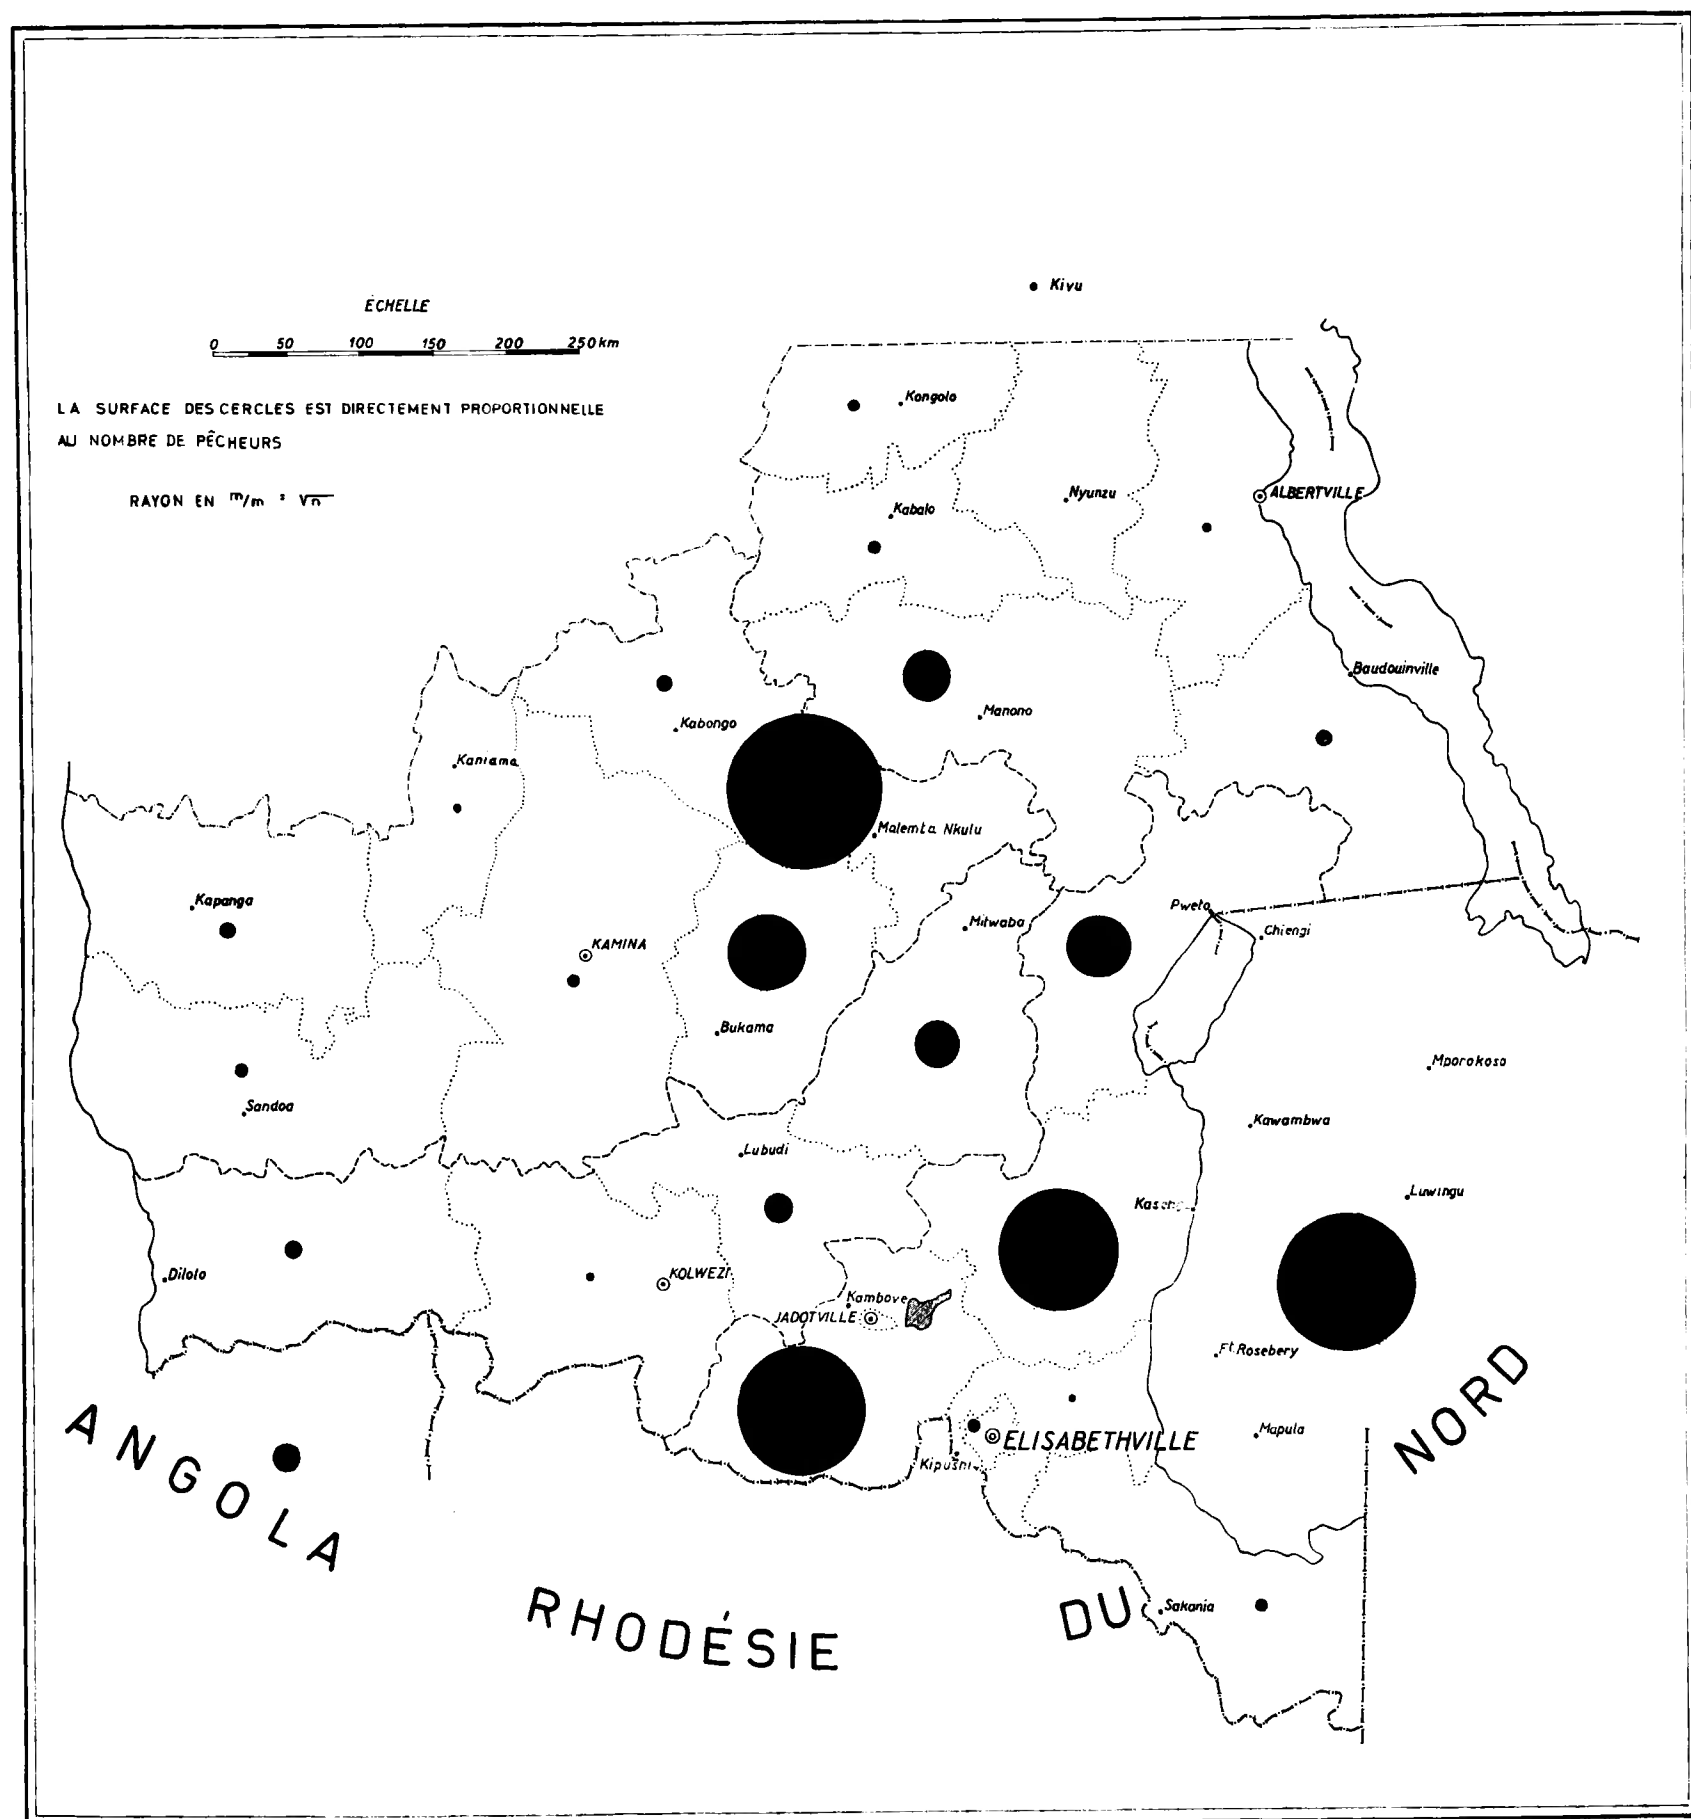 Kivu
ÉCHELLE
0 50 100 150 200 250 km
LA SURFACE DES CERCLES EST DIRECTEMENT PROPORTIONNELLE
AU NOMBRE DE PÊCHEURS
RAYON EN m/m = √n
Kongolo
Nyunzu
ALBERTVILLE
Kabalo
Baudouinville
Manono
Kabongo
Kaniama
Malemba Nkulu
Kapanga
Pweto
Mitwaba
Chiengi
KAMINA
Bukama
Mporokoso
Sandoa
Kawambwa
Lubudi
Luwingu
Dilolo
KOLWEZI
Kambove
JADOTVILLE
Ft. Rosebery
Mapula
ELISABETHVILLE
Kipushi
NORD
ANGOLA
RHODÉSIE
DU
Sakania